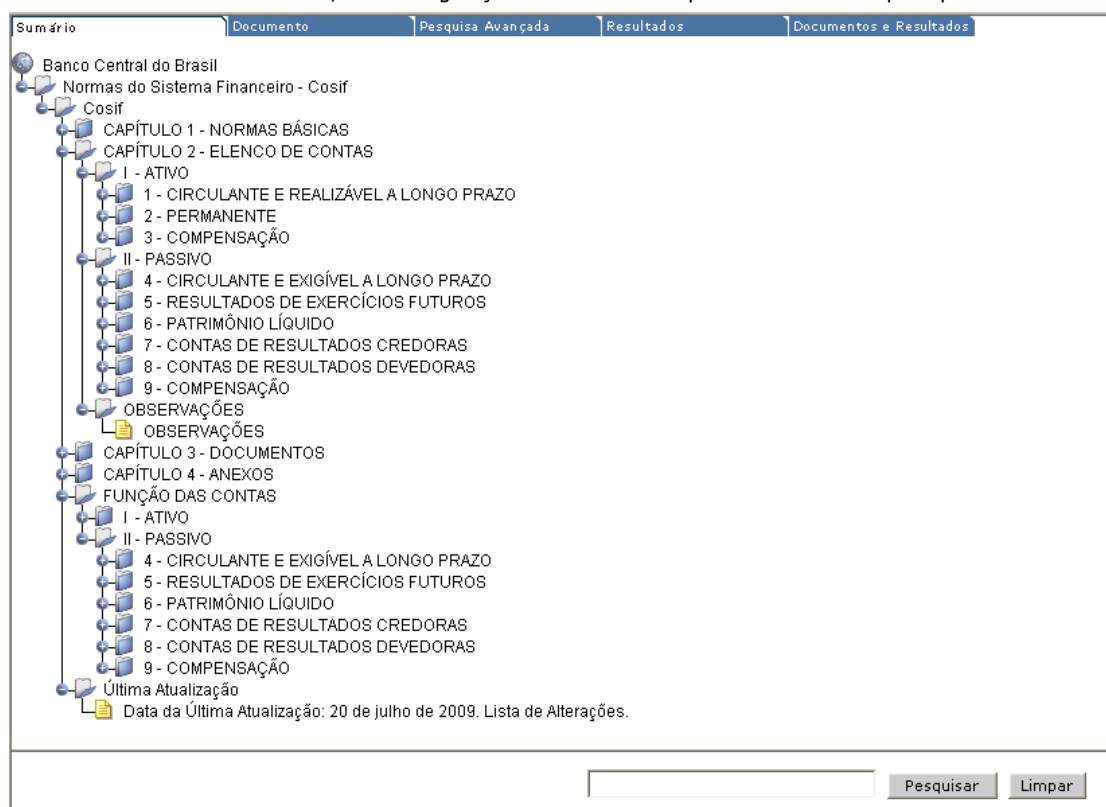 Sumário Documento Pesquisa Avançada Resultados Documentos e Resultados
Banco Central do Brasil
Normas do Sistema Financeiro - Cosif
Cosif
CAPÍTULO 1 - NORMAS BÁSICAS
CAPÍTULO 2 - ELENCO DE CONTAS
I - ATIVO
1 - CIRCULANTE E REALIZÁVEL A LONGO PRAZO
2 - PERMANENTE
3 - COMPENSAÇÃO
II - PASSIVO
4 - CIRCULANTE E EXIGÍVEL A LONGO PRAZO
5 - RESULTADOS DE EXERCÍCIOS FUTUROS
6 - PATRIMÔNIO LÍQUIDO
7 - CONTAS DE RESULTADOS CREDORAS
8 - CONTAS DE RESULTADOS DEVEDORAS
9 - COMPENSAÇÃO
OBSERVAÇÕES
OBSERVAÇÕES
CAPÍTULO 3 - DOCUMENTOS
CAPÍTULO 4 - ANEXOS
FUNÇÃO DAS CONTAS
I - ATIVO
II - PASSIVO
4 - CIRCULANTE E EXIGÍVEL A LONGO PRAZO
5 - RESULTADOS DE EXERCÍCIOS FUTUROS
6 - PATRIMÔNIO LÍQUIDO
7 - CONTAS DE RESULTADOS CREDORAS
8 - CONTAS DE RESULTADOS DEVEDORAS
9 - COMPENSAÇÃO
Última Atualização
Data da Última Atualização: 20 de julho de 2009. Lista de Alterações.
Pesquisar Limpar